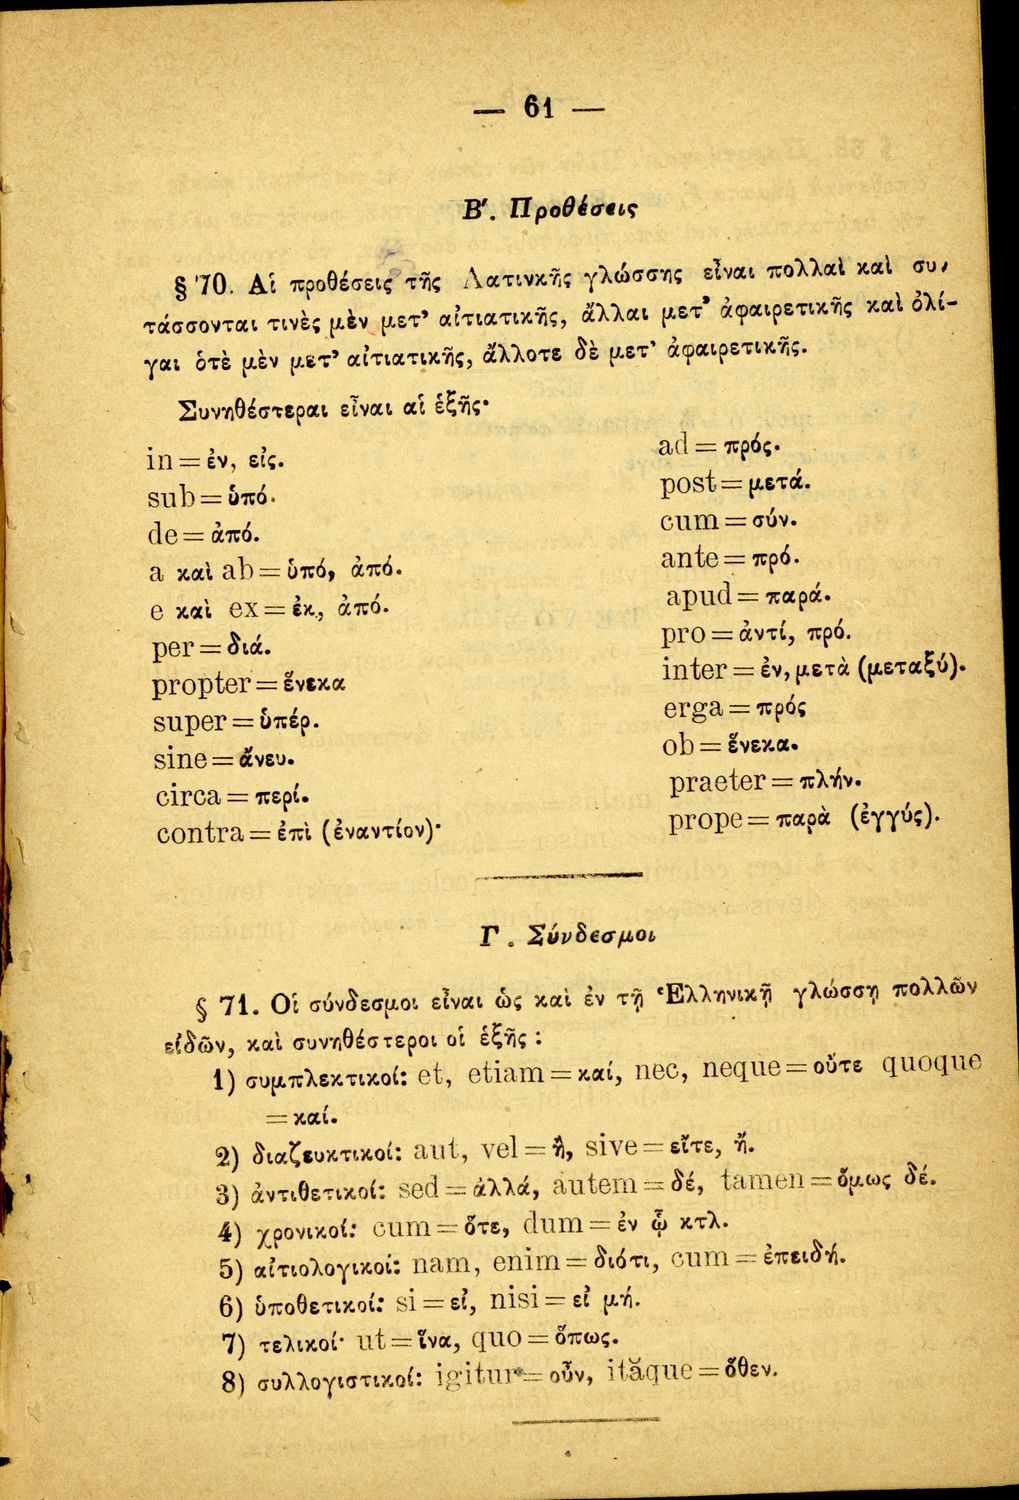 — 61 —
Β'. Προθέσεις
§ 70. Αἱ προθέσεις τῆς Λατινκῆς γλώσσης εἶναι πολλαὶ καὶ συν
τάσσονται τινὲς μὲν μετ' αἰτιατικῆς, ἄλλαι μετ' ἀφαιρετικῆς καὶ ὀλί-
γαι ὁτὲ μὲν μετ' αἰτιατικῆς, ἄλλοτε δὲ μετ' ἀφαιρετικῆς.
Συνηθέστεραι εἶναι αἱ ἑξῆς·
in = ἐν, εἰς.
sub = ὑπό.
de = ἀπό.
a καὶ ab = ὑπό, ἀπό.
e καὶ ex = ἐκ, ἀπό.
per = διά.
propter = ἕνεκα
super = ὑπέρ.
sine = ἄνευ.
circa = περί.
contra = ἐπὶ (ἐναντίον)·
ad = πρός.
post = μετά.
cum = σύν.
ante = πρό.
apud = παρά.
pro = ἀντί, πρό.
inter = ἐν, μετὰ (μεταξύ).
erga = πρός
ob = ἕνεκα.
praeter = πλήν.
prope = παρὰ (ἐγγύς).
Γ . Σύνδεσμοι
§ 71. Οἱ σύνδεσμοι εἶναι ὡς καὶ ἐν τῇ Ἑλληνικῇ γλώσσῃ πολλῶν
εἰδῶν, καὶ συνηθέστεροι οἱ ἑξῆς :
1) συμπλεκτικοί: et, etiam = καί, nec, neque = οὔτε quoque
= καί.
2) διαζευκτικοί: aut, vel = ἢ, sive = εἴτε, ἤ.
3) ἀντιθετικοί: sed = ἀλλά, autem = δέ, tamen = ὅμως δέ.
4) χρονικοί: cum = ὅτε, dum = ἐν ᾧ κτλ.
5) αἰτιολογικοί: nam, enim = διότι, cum = ἐπειδή.
6) ὑποθετικοί: si = εἰ, nisi = εἰ μή.
7) τελικοί· ut = ἵνα, quo = ὅπως.
8) συλλογιστικοί: igitur = οὖν, ităque = ὅθεν.